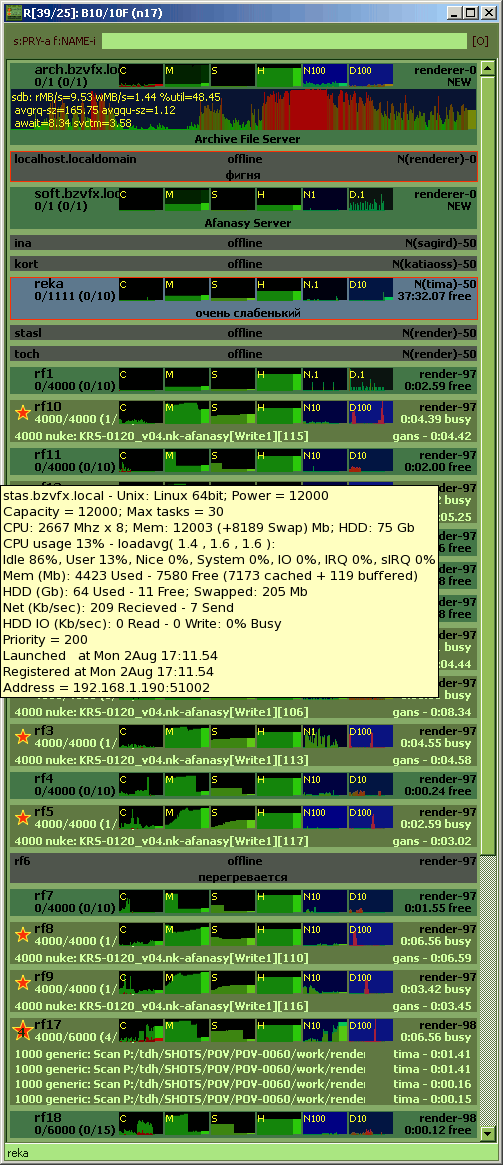 R[39/25]: B10/10F (n17)
s:PRY-a f:NAME-i [O]
arch.bzvfx.lo C M S H N100 D100 renderer-0
0/1 (0/1) NEW
sdb: rMB/s=9.53 wMB/s=1.44 %util=48.45
avgrq-sz=165.75 avgqu-sz=1.12
await=8.34 svctm=3.58
Archive File Server
localhost.localdomain offline N(renderer)-0
фигня
soft.bzvfx.loc C M S H N1 D.1 renderer-0
0/1 (0/1) NEW
Afanasy Server
ina offline N(sagird)-50
kort offline N(katiaoss)-50
reka C M S H N.1 D10 N(tima)-50
0/1111 (0/10) 37:32.07 free
очень слабенький
stasl offline N(render)-50
toch offline N(render)-50
rf1 C M S H N.1 D.1 render-97
0/4000 (0/10) 0:02.59 free
rf10 C M S H N10 D100 render-97
4000/4000 (1/ 0:04.39 busy
4000 nuke: KRS-0120_v04.nk-afanasy[Write1][115] gans - 0:04.42
rf11 C M S H N10 D10 render-97
0/4000 (0/10) 0:02.00 free
stas.bzvfx.local - Unix: Linux 64bit; Power = 12000
Capacity = 12000; Max tasks = 30
CPU: 2667 Mhz x 8; Mem: 12003 (+8189 Swap) Mb; HDD: 75 Gb
CPU usage 13% - loadavg( 1.4 , 1.6 , 1.6 ):
Idle 86%, User 13%, Nice 0%, System 0%, IO 0%, IRQ 0%, sIRQ 0%
Mem (Mb): 4423 Used - 7580 Free (7173 cached + 119 buffered)
HDD (Gb): 64 Used - 11 Free; Swapped: 205 Mb
Net (Kb/sec): 209 Recieved - 7 Send
HDD IO (Kb/sec): 0 Read - 0 Write: 0% Busy
Priority = 200
Launched at Mon 2Aug 17:11.54
Registered at Mon 2Aug 17:11.54
Address = 192.168.1.190:51002
4000 nuke: KRS-0120_v04.nk-afanasy[Write1][106] gans - 0:08.34
rf3 C M S H N10 D100 render-97
4000/4000 (1/ 0:04.55 busy
4000 nuke: KRS-0120_v04.nk-afanasy[Write1][113] gans - 0:04.58
rf4 C M S H N10 D10 render-97
0/4000 (0/10) 0:00.24 free
rf5 C M S H N10 D100 render-97
4000/4000 (1/ 0:02.59 busy
4000 nuke: KRS-0120_v04.nk-afanasy[Write1][117] gans - 0:03.02
rf6 offline render-97
перегревается
rf7 C M S H N10 D10 render-97
0/4000 (0/10) 0:01.55 free
rf8 C M S H N10 D100 render-97
4000/4000 (1/ 0:06.56 busy
4000 nuke: KRS-0120_v04.nk-afanasy[Write1][110] gans - 0:06.59
rf9 C M S H N10 D100 render-97
4000/4000 (1/ 0:03.42 busy
4000 nuke: KRS-0120_v04.nk-afanasy[Write1][116] gans - 0:03.45
4 rf17 C M S H N10 D100 render-98
4000/6000 (4/ 0:06.56 busy
1000 generic: Scan P:/tdh/SHOTS/POV/POV-0060/work/render tima - 0:01.41
1000 generic: Scan P:/tdh/SHOTS/POV/POV-0060/work/render tima - 0:01.41
1000 generic: Scan P:/tdh/SHOTS/POV/POV-0060/work/render tima - 0:00.16
1000 generic: Scan P:/tdh/SHOTS/POV/POV-0060/work/render tima - 0:00.15
rf18 C M S H N100 D100 render-98
0/6000 (0/15) 0:00.12 free
reka